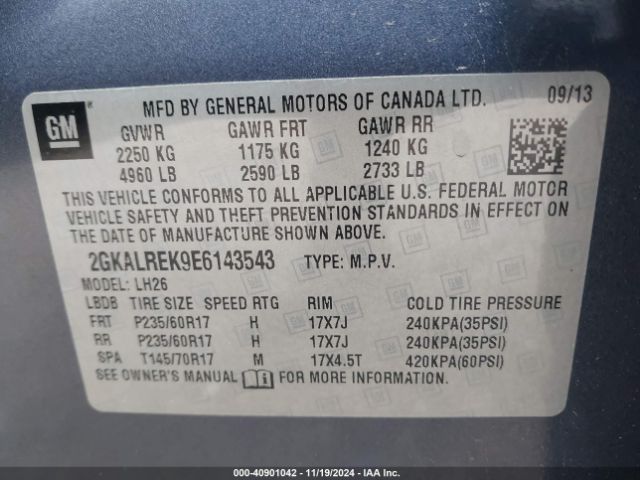 GM
MFD BY GENERAL MOTORS OF CANADA LTD. 09/13
GVWR GAWR FRT GAWR RR
2250 KG 1175 KG 1240 KG
4960 LB 2590 LB 2733 LB
THIS VEHICLE CONFORMS TO ALL APPLICABLE U.S. FEDERAL MOTOR
VEHICLE SAFETY AND THEFT PREVENTION STANDARDS IN EFFECT ON
THE DATE OF MANUFACTURE SHOWN ABOVE.
2GKALREK9E6143543 TYPE: M.P.V.
MODEL: LH26
LBDB TIRE SIZE SPEED RTG RIM COLD TIRE PRESSURE
FRT P235/60R17 H 17X7J 240KPA(35PSI)
RR P235/60R17 H 17X7J 240KPA(35PSI)
SPA T145/70R17 M 17X4.5T 420KPA(60PSI)
SEE OWNER'S MANUAL FOR MORE INFORMATION.
000-40901042 - 11/19/2024 - IAA Inc.